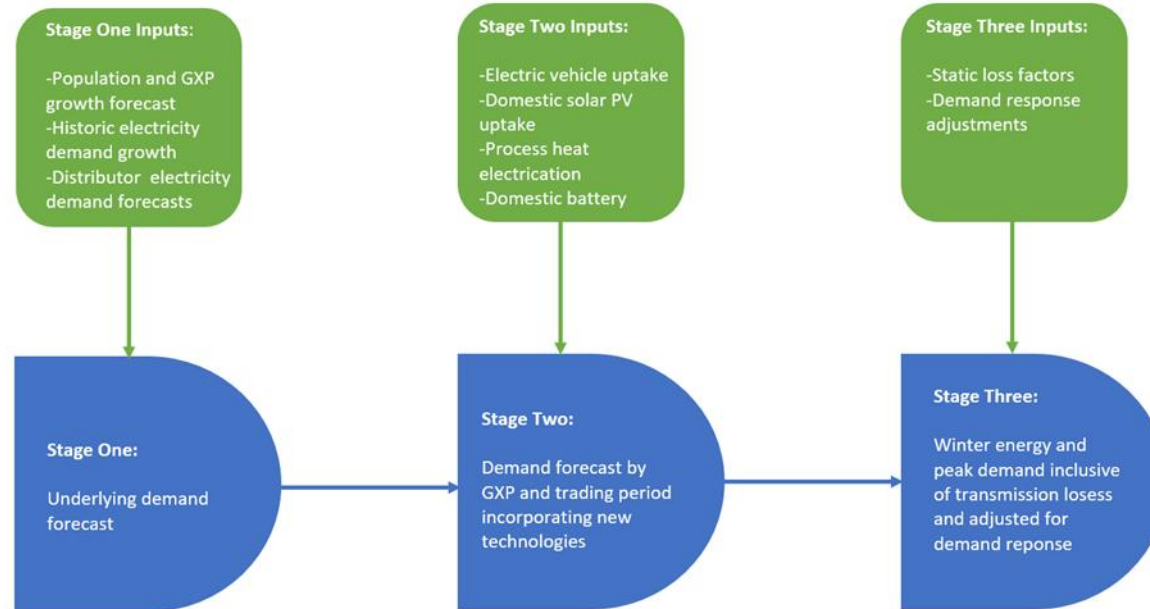 Stage One Inputs:
-Population and GXP
growth forecast
-Historic electricity
demand growth
-Distributor electricity
demand forecasts
Stage Two Inputs:
-Electric vehicle uptake
-Domestic solar PV
uptake
-Process heat
electrication
-Domestic battery
Stage Three Inputs:
-Static loss factors
-Demand response
adjustments
Stage One:
Underlying demand
forecast
Stage Two:
Demand forecast by
GXP and trading period
incorporating new
technologies
Stage Three:
Winter energy and
peak demand inclusive
of transmission losess
and adjusted for
demand reponse